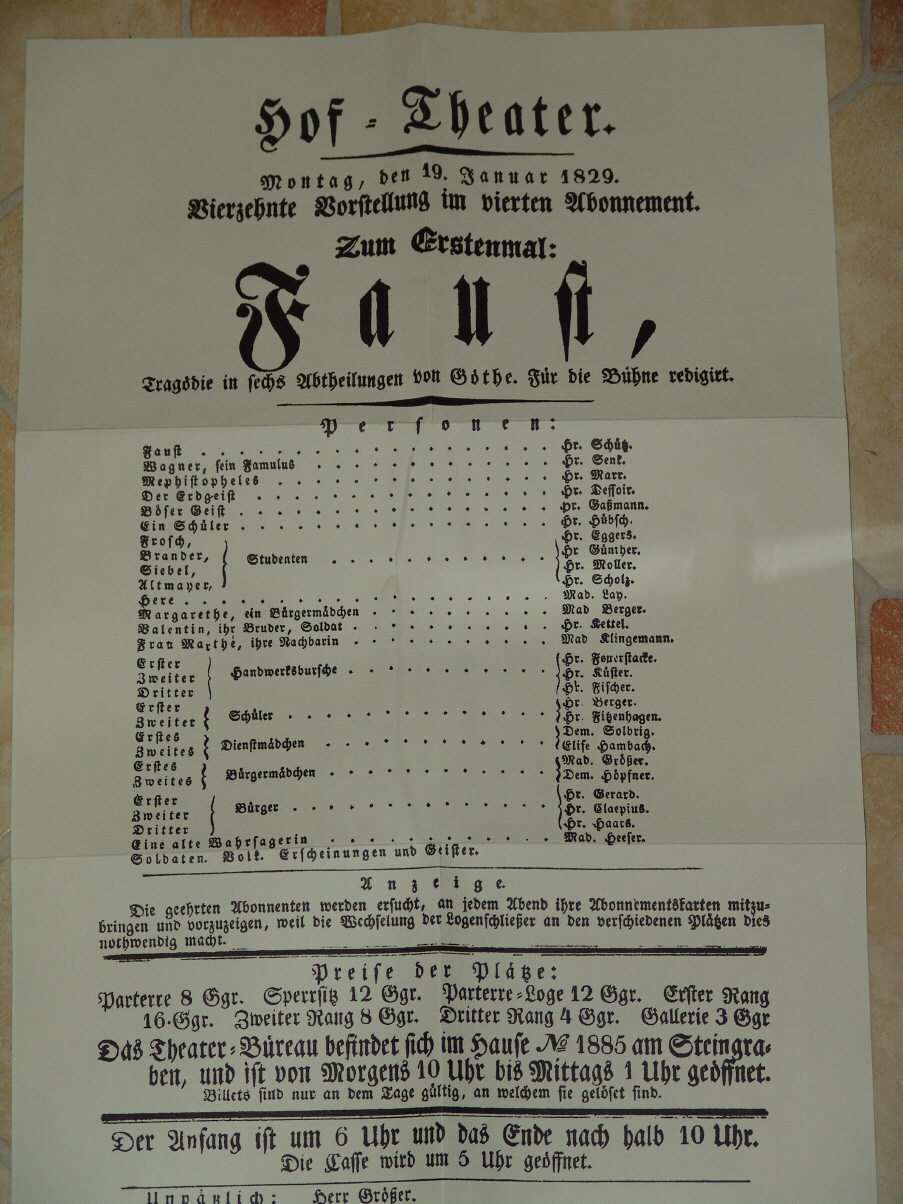 Hof-Theater.
Montag, den 19. Januar 1829.
Vierzehnte Vorstellung im vierten Abonnement.
Zum Erstenmal:
Faust,
Tragödie in sechs Abtheilungen von Göthe. Für die Bühne redigirt.
Personen:
Faust . . . . . . . . . . . . . . . . . . Hr. Schütz.
Wagner, sein Famulus . . . . . . . . . . . . Hr. Senk.
Mephistopheles . . . . . . . . . . . . . . Hr. Marr.
Der Erdgeist . . . . . . . . . . . . . . . Hr. Dessoir.
Böser Geist . . . . . . . . . . . . . . . . Hr. Gaßmann.
Ein Schüler . . . . . . . . . . . . . . . . Hr. Hübsch.
Frosch, Hr. Eggers.
Brander, Studenten . . . . . . . . . . . Hr Günther.
Siebel, Hr. Moller.
Altmayer, Hr. Scholz.
Hexe . . . . . . . . . . . . . . . . . . Mad. Lay.
Margarethe, ein Bürgermädchen . . . . . . . . . Mad Berger.
Valentin, ihr Bruder, Soldat . . . . . . . . . . Hr. Kettel.
Frau Marthe, ihre Nachbarin . . . . . . . . . . Mad Klingemann.
Erster Hr. Feuerstacke.
Zweiter Handwerksbursche . . . . . . . . . . Hr. Küster.
Dritter Hr. Fischer.
Erster Hr. Berger.
Zweiter Schüler . . . . . . . . . . . . . Hr. Fitzenhagen.
Erstes Dem. Solbrig.
Zweites Dienstmädchen . . . . . . . . . . . Elise Hambach.
Erstes Mad. Größer.
Zweites Bürgermädchen . . . . . . . . . . . Dem. Höpfner.
Erster Hr. Gerard.
Zweiter Bürger . . . . . . . . . . . . . Hr. Claepius.
Dritter Hr. Haars.
Eine alte Wahrsagerin . . . . . . . . . . . . Mad. Heeser.
Soldaten. Volk. Erscheinungen und Geister.
Anzeige.
Die geehrten Abonnenten werden ersucht, an jedem Abend ihre Abonnementskarten mitzu-
bringen und vorzuzeigen, weil die Wechselung der Logenschließer an den verschiedenen Plätzen dies
nothwendig macht.
Preise der Plätze:
Parterre 8 Ggr. Sperrsitz 12 Ggr. Parterre-Loge 12 Ggr. Erster Rang
16 Ggr. Zweiter Rang 8 Ggr. Dritter Rang 4 Ggr. Gallerie 3 Ggr
Das Theater-Büreau befindet sich im Hause № 1885 am Steingra-
ben, und ist von Morgens 10 Uhr bis Mittags 1 Uhr geöffnet.
Billets sind nur an dem Tage gültig, an welchem sie gelöset sind.
Der Anfang ist um 6 Uhr und das Ende nach halb 10 Uhr.
Die Casse wird um 5 Uhr geöffnet.
Unpäßlich: Herr Größer.